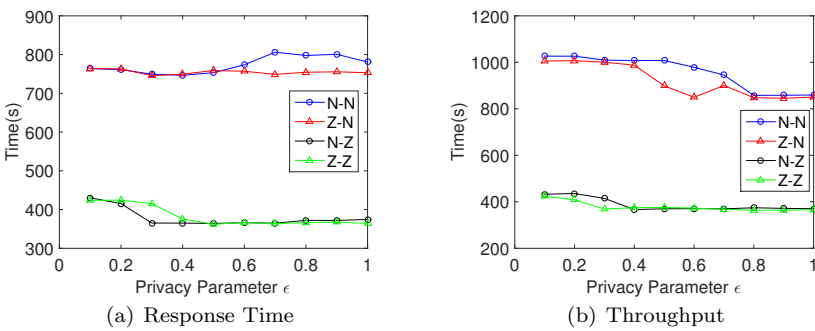 900
800
700
600
500
400
300
0
0.2
0.4
0.6
0.8
1
Time(s)
Privacy Parameter ϵ
N-N
Z-N
N-Z
Z-Z
(a) Response Time
1200
1000
800
600
400
200
0
0.2
0.4
0.6
0.8
1
Time(s)
Privacy Parameter ϵ
N-N
Z-N
N-Z
Z-Z
(b) Throughput